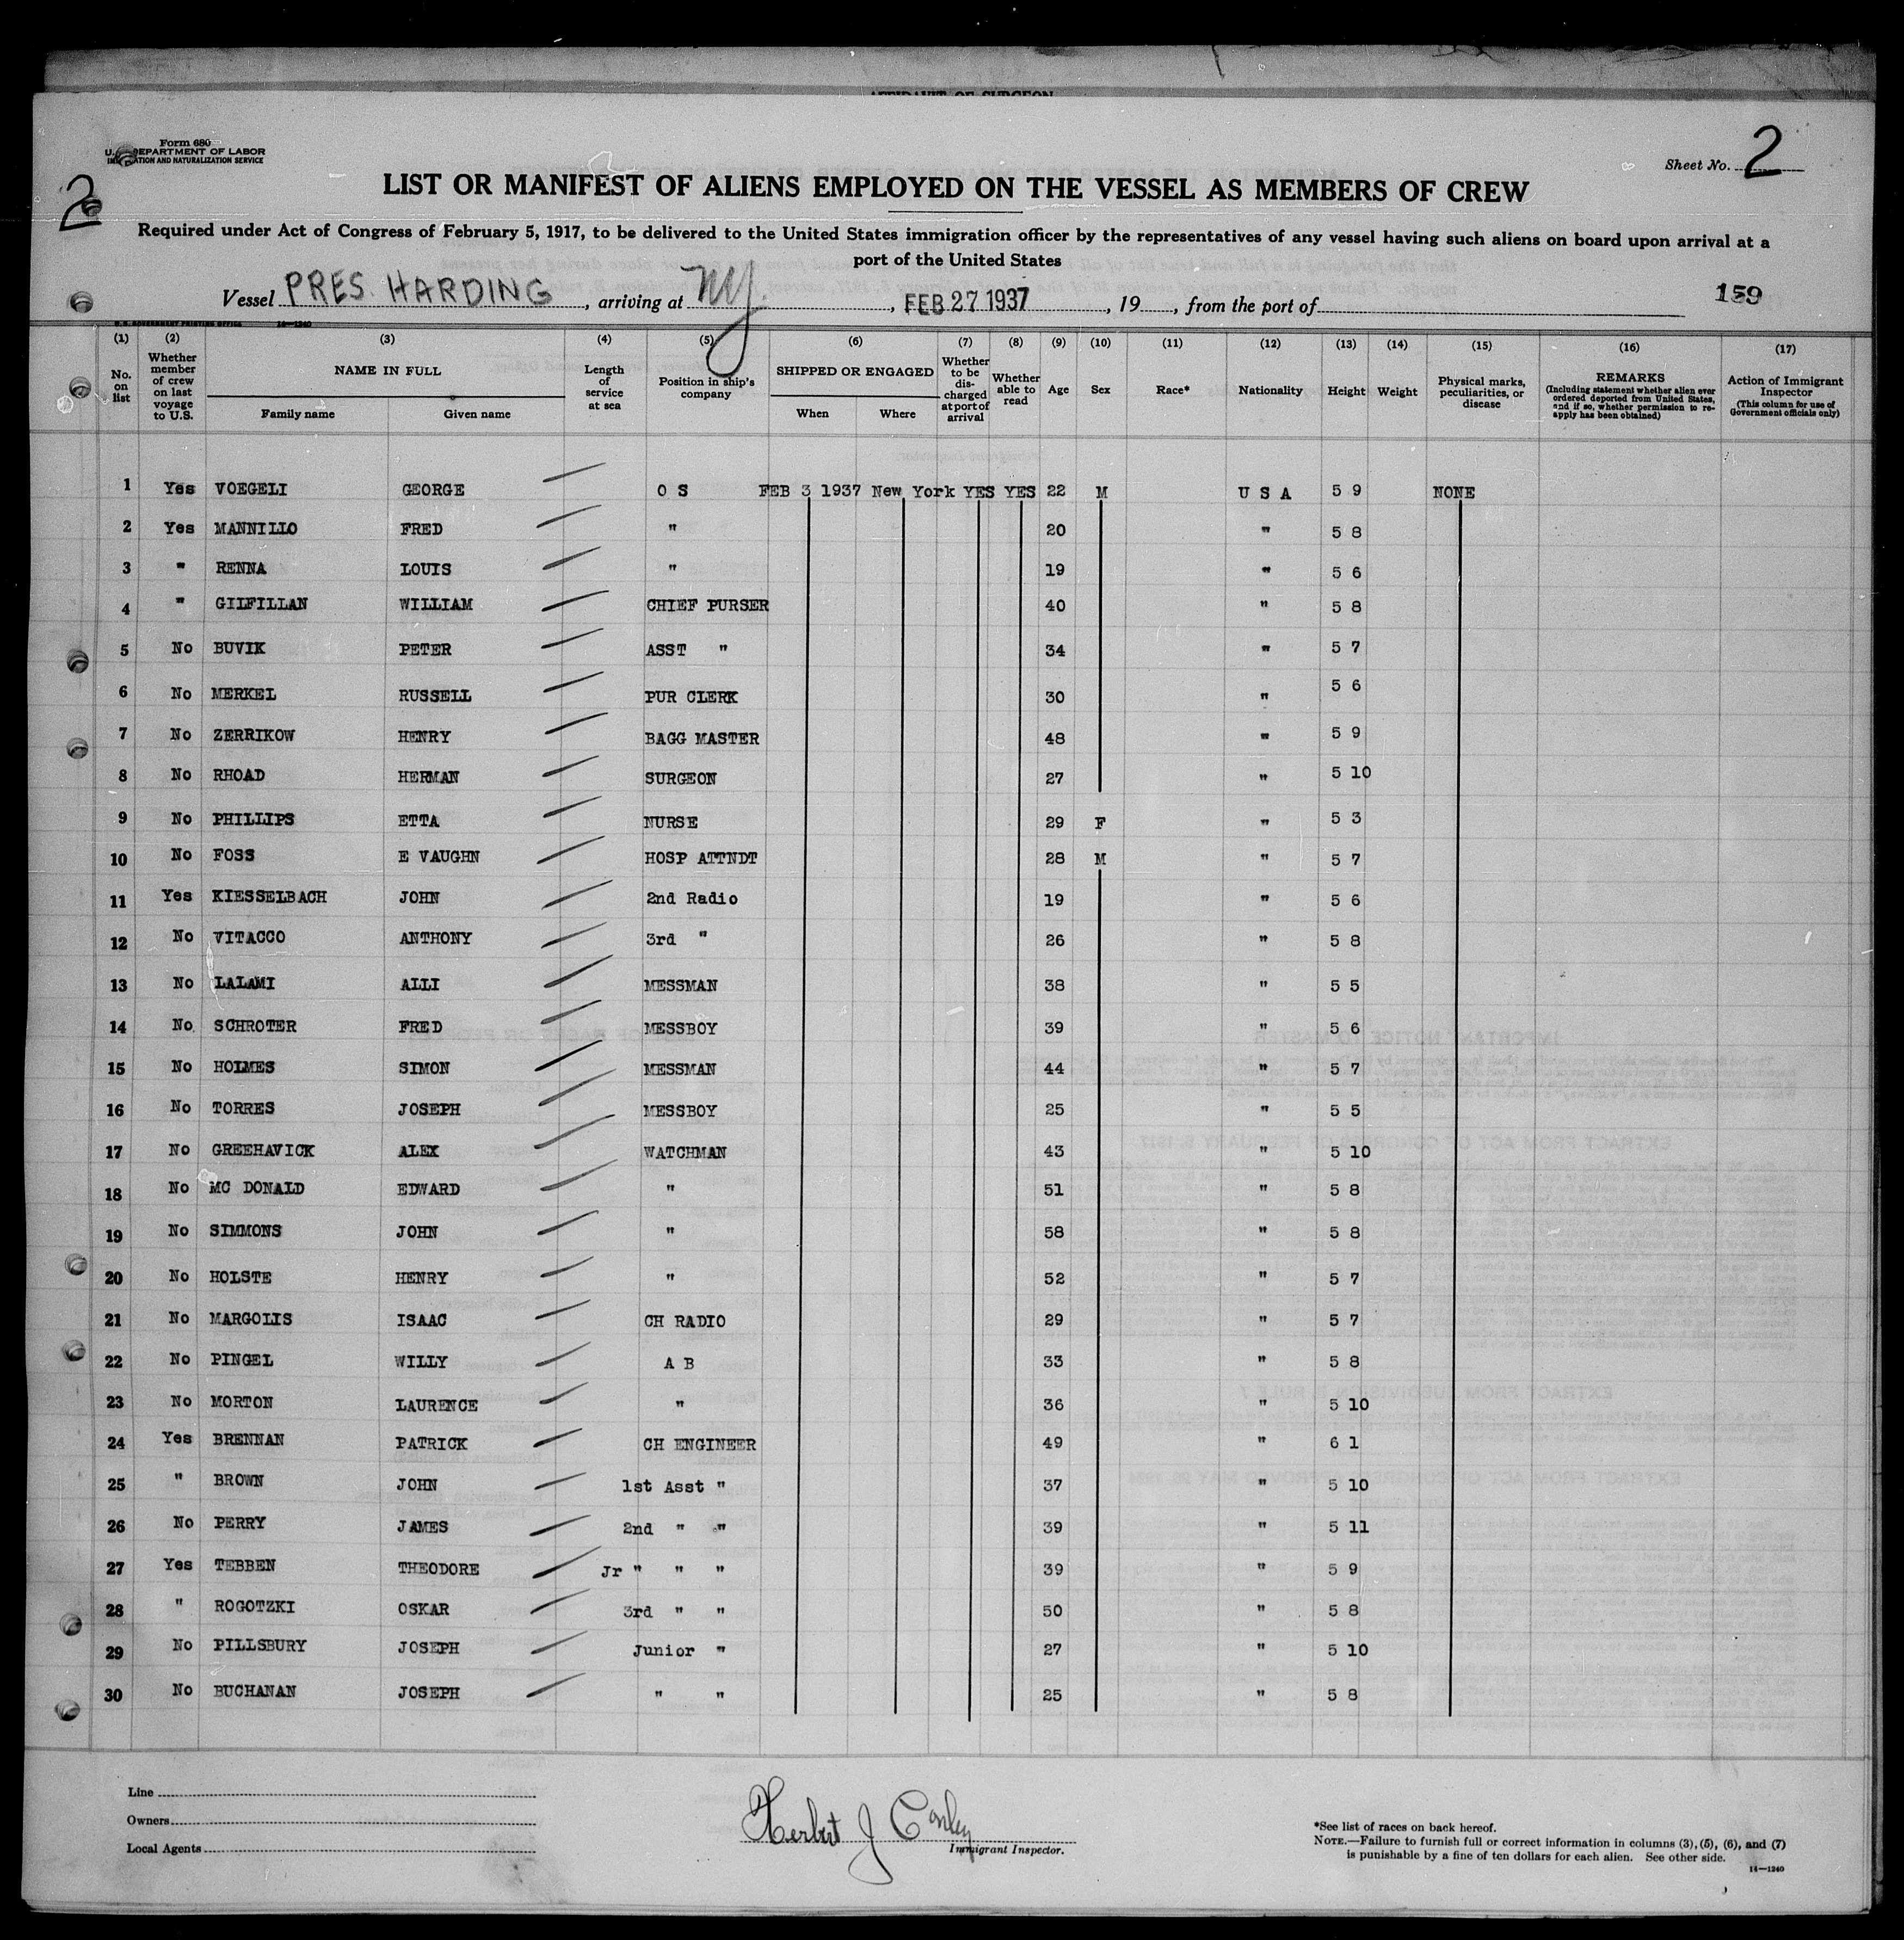 AFFIDAVIT OF SURGEON
Form 680
U. S. DEPARTMENT OF LABOR
IMMIGRATION AND NATURALIZATION SERVICE
Sheet No. 2
2
LIST OR MANIFEST OF ALIENS EMPLOYED ON THE VESSEL AS MEMBERS OF CREW
Required under Act of Congress of February 5, 1917, to be delivered to the United States immigration officer by the representatives of any vessel having such aliens on board upon arrival at a
port of the United States
Vessel PRES. HARDING, arriving at NY., FEB 27 1937, 19, from the port of 159
U. S. GOVERNMENT PRINTING OFFICE 14—1240
(1) (2) (3) (4) (5) (6) (7) (8) (9) (10) (11) (12) (13) (14) (15) (16) (17)
No. on list
Whether member of crew on last voyage to U.S.
NAME IN FULL
Family name Given name
Length of service at sea
Position in ship's company
SHIPPED OR ENGAGED
When Where
Whether to be discharged at port of arrival
Whether able to read
Age
Sex
Race*
Nationality
Height
Weight
Physical marks, peculiarities, or disease
REMARKS
(Including statement whether alien ever ordered deported from United States, and if so, whether permission to reapply has been obtained)
Action of Immigrant Inspector
(This column for use of Government officials only)
1 Yes VOEGELI GEORGE O S FEB 3 1937 New York YES YES 22 M U S A 5 9 NONE
2 Yes MANNILLO FRED " 20 " 5 8
3 " RENNA LOUIS " 19 " 5 6
4 " GILFILLAN WILLIAM CHIEF PURSER 40 " 5 8
5 No BUVIK PETER ASST " 34 " 5 7
6 No MERKEL RUSSELL PUR CLERK 30 " 5 6
7 No ZERRIKOW HENRY BAGG MASTER 48 " 5 9
8 No RHOAD HERMAN SURGEON 27 " 5 10
9 No PHILLIPS ETTA NURSE 29 F " 5 3
10 No FOSS E VAUGHN HOSP ATTNDT 28 M " 5 7
11 Yes KIESSELBACH JOHN 2nd Radio 19 " 5 6
12 No VITACCO ANTHONY 3rd " 26 " 5 8
13 No LALAMI ALLI MESSMAN 38 " 5 5
14 No SCHROTER FRED MESSBOY 39 " 5 6
15 No HOLMES SIMON MESSMAN 44 " 5 7
16 No TORRES JOSEPH MESSBOY 25 " 5 5
17 No GREEHAVICK ALEX WATCHMAN 43 " 5 10
18 No MC DONALD EDWARD " 51 " 5 8
19 No SIMMONS JOHN " 58 " 5 8
20 No HOLSTE HENRY " 52 " 5 7
21 No MARGOLIS ISAAC CH RADIO 29 " 5 7
22 No PINGEL WILLY A B 33 " 5 8
23 No MORTON LAURENCE " 36 " 5 10
24 Yes BRENNAN PATRICK CH ENGINEER 49 " 6 1
25 " BROWN JOHN 1st Asst " 37 " 5 10
26 No PERRY JAMES 2nd " " 39 " 5 11
27 Yes TEBBEN THEODORE Jr " " " 39 " 5 9
28 " ROGOTZKI OSKAR 3rd " " 50 " 5 8
29 No PILLSBURY JOSEPH Junior " 27 " 5 10
30 No BUCHANAN JOSEPH " " 25 " 5 8
Line
Owners
Local Agents
Herbert J Conley
Immigrant Inspector.
*See list of races on back hereof.
NOTE.—Failure to furnish full or correct information in columns (3), (5), (6), and (7)
is punishable by a fine of ten dollars for each alien. See other side.
14—1240